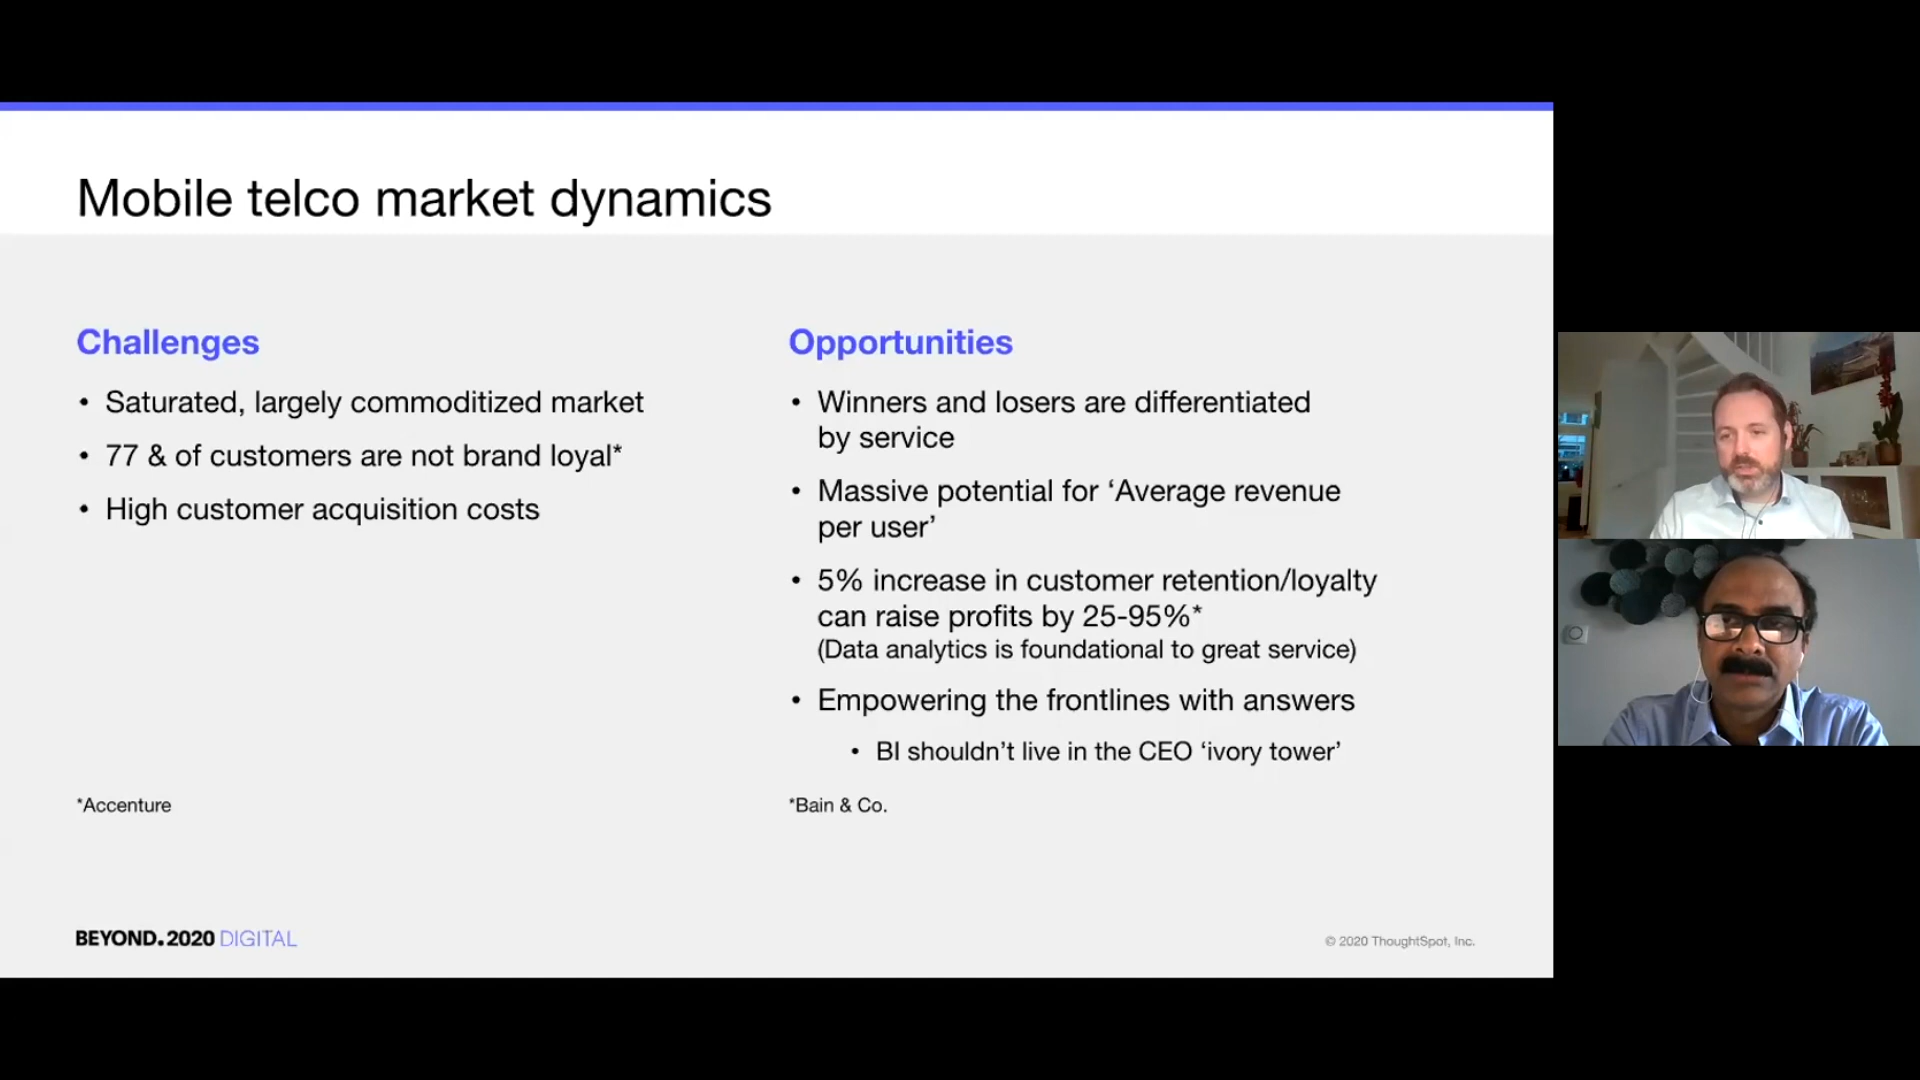 Mobile telco market dynamics
Challenges
• Saturated, largely commoditized market
• 77 & of customers are not brand loyal*
• High customer acquisition costs
*Accenture
Opportunities
• Winners and losers are differentiated
by service
• Massive potential for ‘Average revenue
per user’
• 5% increase in customer retention/loyalty
can raise profits by 25-95%*
(Data analytics is foundational to great service)
• Empowering the frontlines with answers
• BI shouldn’t live in the CEO ‘ivory tower’
*Bain & Co.
BEYOND.2020 DIGITAL
© 2020 ThoughtSpot, Inc.